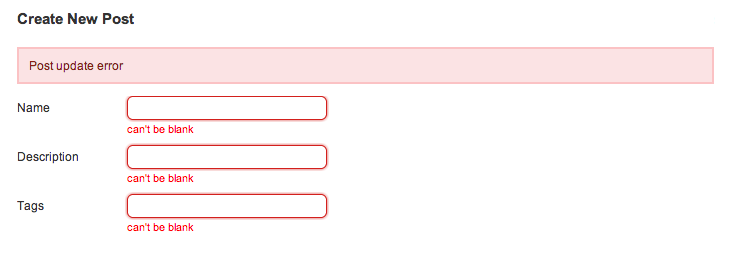 Create New Post
Post update error
Name
can't be blank
Description
can't be blank
Tags
can't be blank